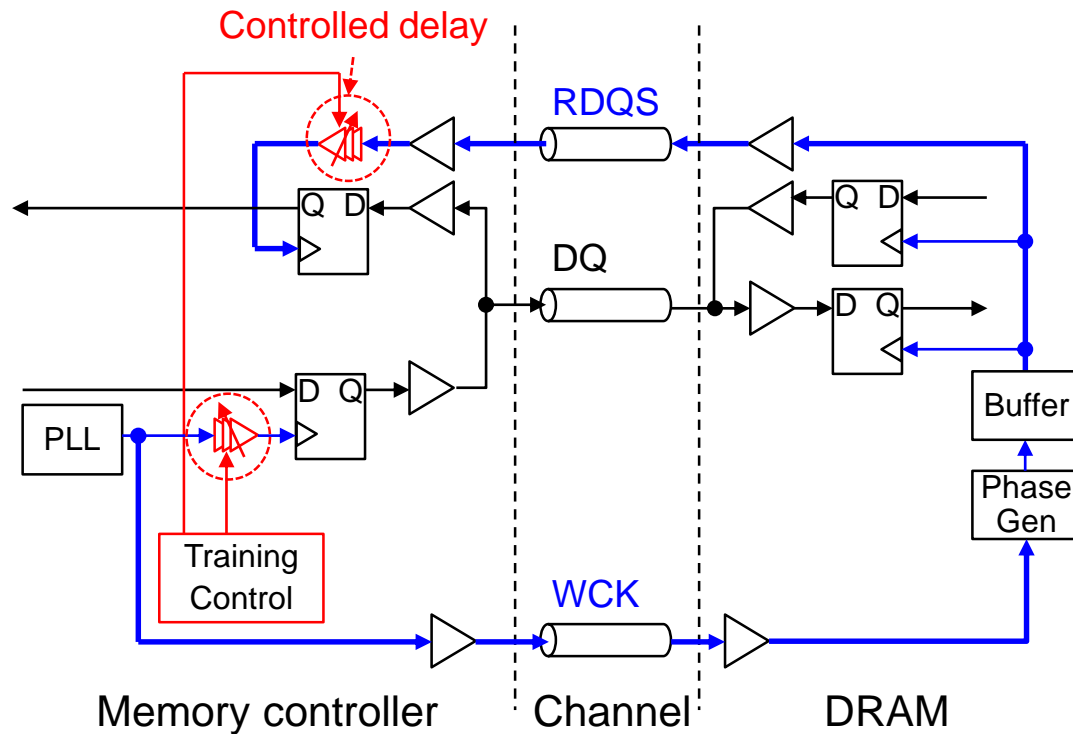 Controlled delay
RDQS
Q D
Q D
DQ
D Q
D Q
Buffer
PLL
Phase
Gen
Training
Control
WCK
Memory controller
Channel
DRAM